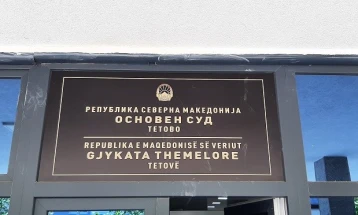 РЕПУБЛИКА СЕВЕРНА МАКЕДОНИЈА
ОСНОВЕН СУД
ТЕТОВО
REPUBLIKA E MAQEDONISË SË VERIUT
GJYKATA THEMELORE
TETOVË